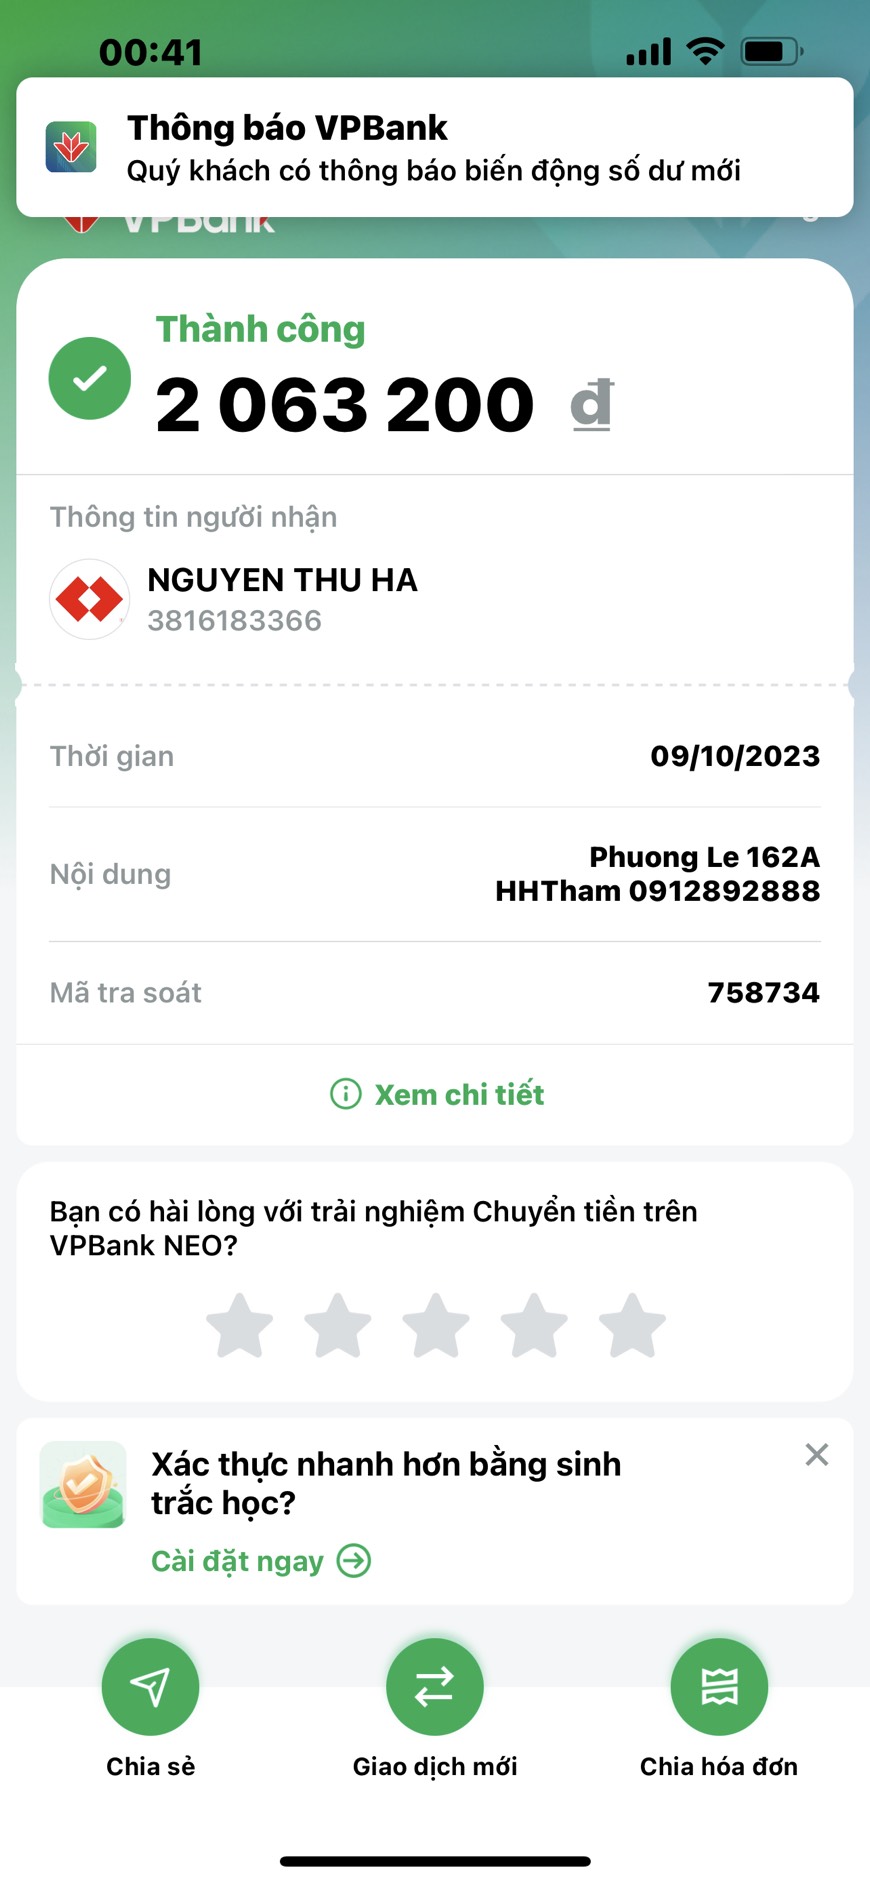 00:41
Thông báo VPBank
Quý khách có thông báo biến động số dư mới
VPBank
Thành công
2 063 200 đ
Thông tin người nhận
NGUYEN THU HA
3816183366
Thời gian
09/10/2023
Nội dung
Phuong Le 162A
HHTham 0912892888
Mã tra soát
758734
Xem chi tiết
Bạn có hài lòng với trải nghiệm Chuyển tiền trên
VPBank NEO?
Xác thực nhanh hơn bằng sinh
trắc học?
Cài đặt ngay
Chia sẻ
Giao dịch mới
Chia hóa đơn